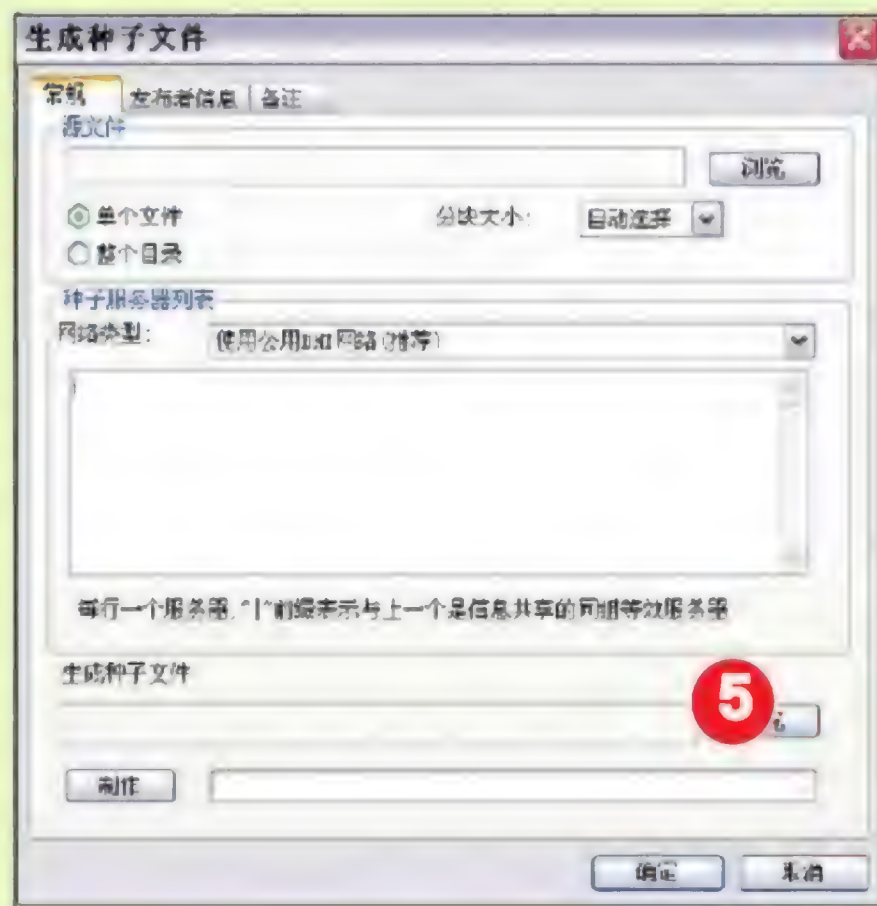 生成种子文件
常规 发布者信息 备注
源文件
浏览
单个文件 分块大小: 自动选择
整个目录
种子服务器列表
网络类型: 使用公用DHT网络(推荐)
每行一个服务器,"|"前缀表示与上一个是信息共享的同组等效服务器
生成种子文件
5
制作
确定 取消